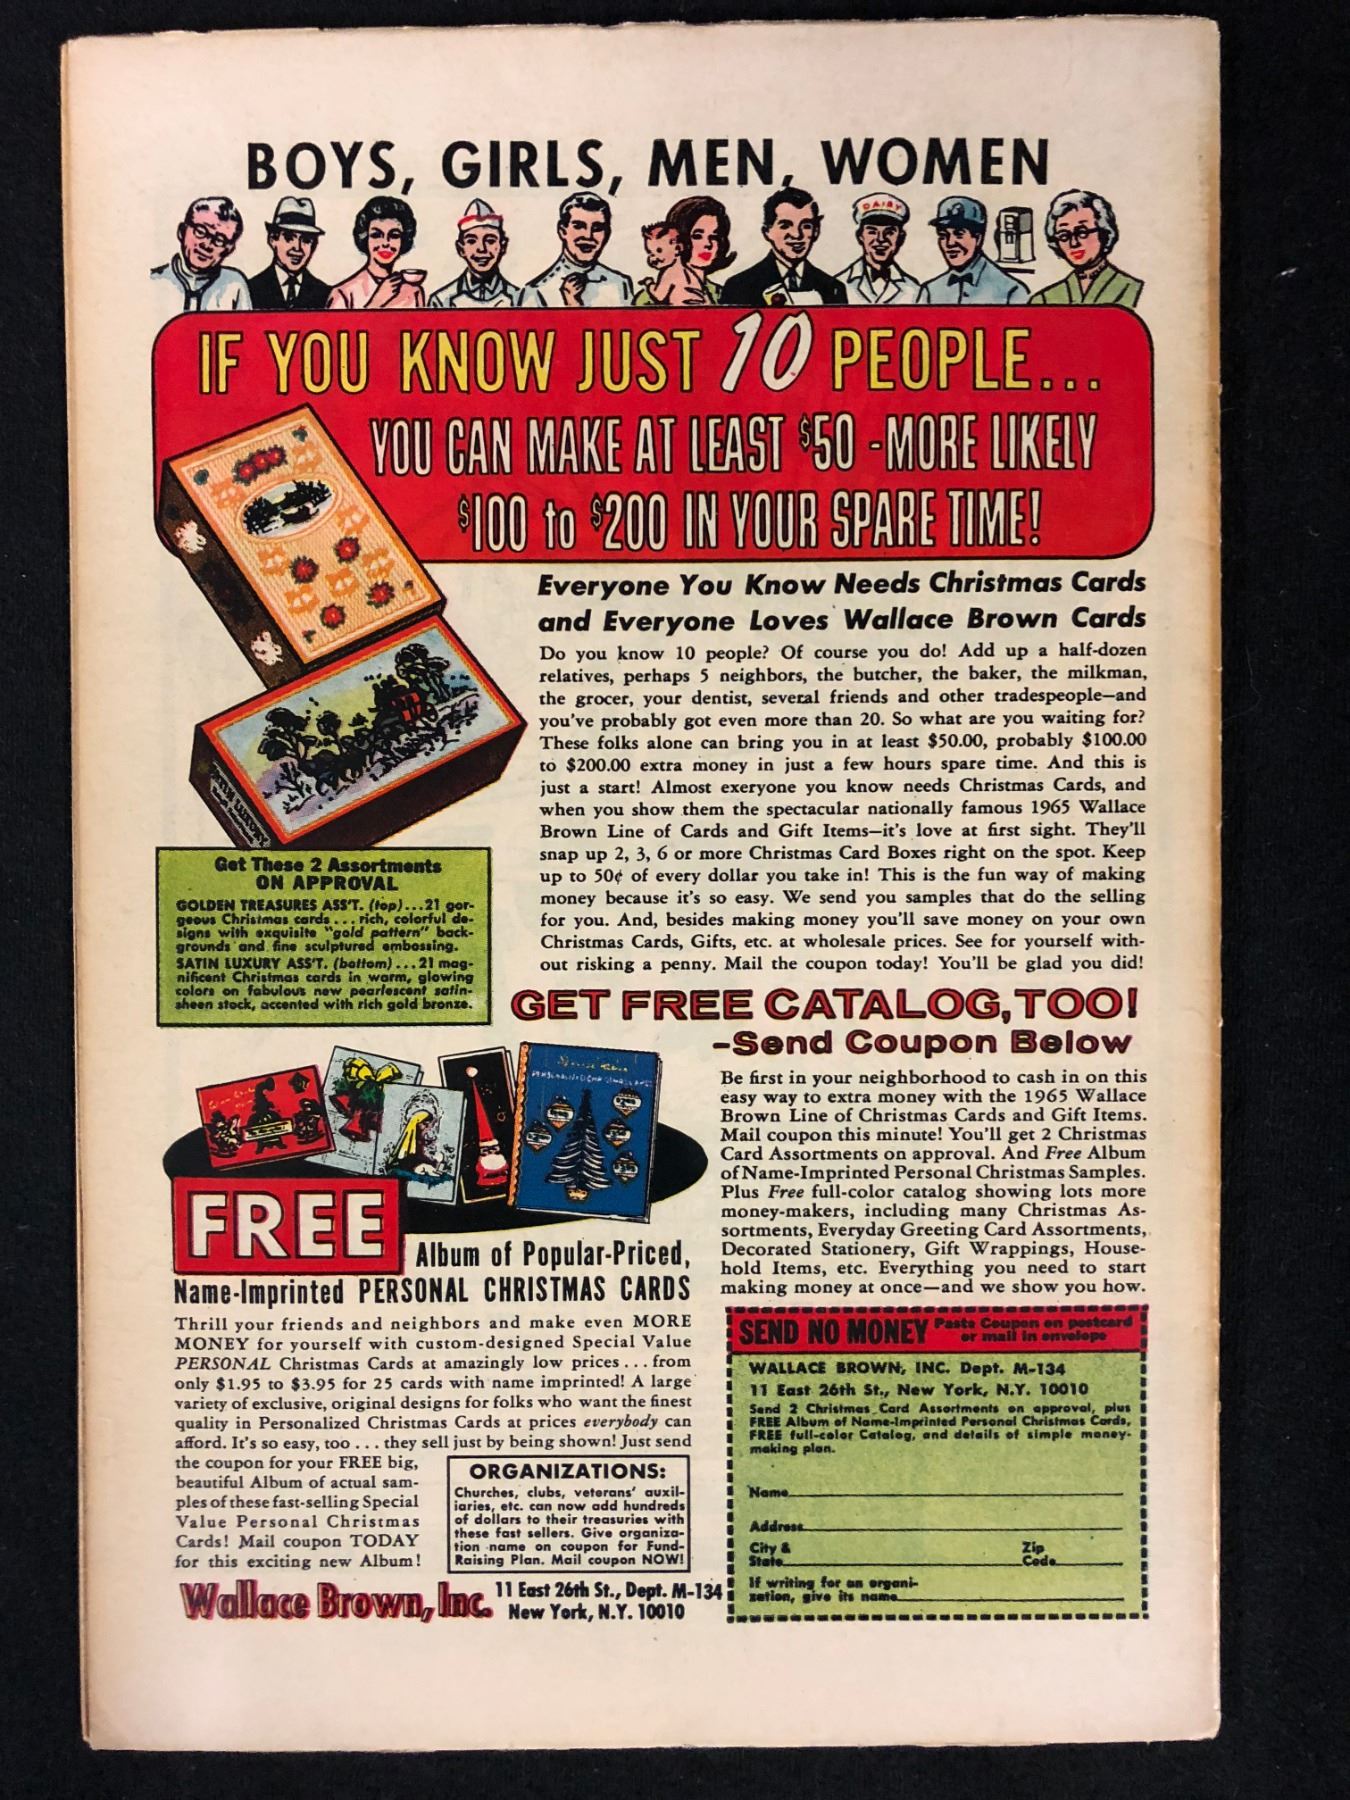 BOYS, GIRLS, MEN, WOMEN
DAIRY
IF YOU KNOW JUST 10 PEOPLE...
YOU CAN MAKE AT LEAST $50 - MORE LIKELY
$100 to $200 IN YOUR SPARE TIME!
Everyone You Know Needs Christmas Cards
and Everyone Loves Wallace Brown Cards
Do you know 10 people? Of course you do! Add up a half-dozen
relatives, perhaps 5 neighbors, the butcher, the baker, the milkman,
the grocer, your dentist, several friends and other tradespeople—and
you've probably got even more than 20. So what are you waiting for?
These folks alone can bring you in at least $50.00, probably $100.00
to $200.00 extra money in just a few hours spare time. And this is
just a start! Almost exeryone you know needs Christmas Cards, and
when you show them the spectacular nationally famous 1965 Wallace
Brown Line of Cards and Gift Items—it's love at first sight. They'll
snap up 2, 3, 6 or more Christmas Card Boxes right on the spot. Keep
up to 50¢ of every dollar you take in! This is the fun way of making
money because it's so easy. We send you samples that do the selling
for you. And, besides making money you'll save money on your own
Christmas Cards, Gifts, etc. at wholesale prices. See for yourself with-
out risking a penny. Mail the coupon today! You'll be glad you did!
Get These 2 Assortments
ON APPROVAL
GOLDEN TREASURES ASS'T. (top)...21 gor-
geous Christmas cards...rich, colorful de-
signs with exquisite "gold pattern" back-
grounds and fine sculptured embossing.
SATIN LUXURY ASS'T. (bottom)...21 mag-
nificent Christmas cards in warm, glowing
colors on fabulous new pearlescent satin-
sheen stock, accented with rich gold bronze.
GET FREE CATALOG, TOO!
-Send Coupon Below
Be first in your neighborhood to cash in on this
easy way to extra money with the 1965 Wallace
Brown Line of Christmas Cards and Gift Items.
Mail coupon this minute! You'll get 2 Christmas
Card Assortments on approval. And Free Album
of Name-Imprinted Personal Christmas Samples.
Plus Free full-color catalog showing lots more
money-makers, including many Christmas As-
sortments, Everyday Greeting Card Assortments,
Decorated Stationery, Gift Wrappings, House-
hold Items, etc. Everything you need to start
making money at once—and we show you how.
FREE
Album of Popular-Priced,
Name-Imprinted PERSONAL CHRISTMAS CARDS
Thrill your friends and neighbors and make even MORE
MONEY for yourself with custom-designed Special Value
PERSONAL Christmas Cards at amazingly low prices...from
only $1.95 to $3.95 for 25 cards with name imprinted! A large
variety of exclusive, original designs for folks who want the finest
quality in Personalized Christmas Cards at prices everybody can
afford. It's so easy, too...they sell just by being shown! Just send
the coupon for your FREE big,
beautiful Album of actual sam-
ples of these fast-selling Special
Value Personal Christmas
Cards! Mail coupon TODAY
for this exciting new Album!
ORGANIZATIONS:
Churches, clubs, veterans' auxil-
iaries, etc. can now add hundreds
of dollars to their treasuries with
these fast sellers. Give organiza-
tion name on coupon for Fund-
Raising Plan. Mail coupon NOW!
Wallace Brown, Inc. 11 East 26th St., Dept. M-134
New York, N.Y. 10010
SEND NO MONEY Paste Coupon on postcard
or mail in envelope
WALLACE BROWN, INC. Dept. M-134
11 East 26th St., New York, N.Y. 10010
Send 2 Christmas Card Assortments on approval, plus
FREE Album of Name-Imprinted Personal Christmas Cards,
FREE full-color Catalog, and details of simple money-
making plan.
Name
Address
City & Zip
State Code
If writing for an organi-
zation, give its name